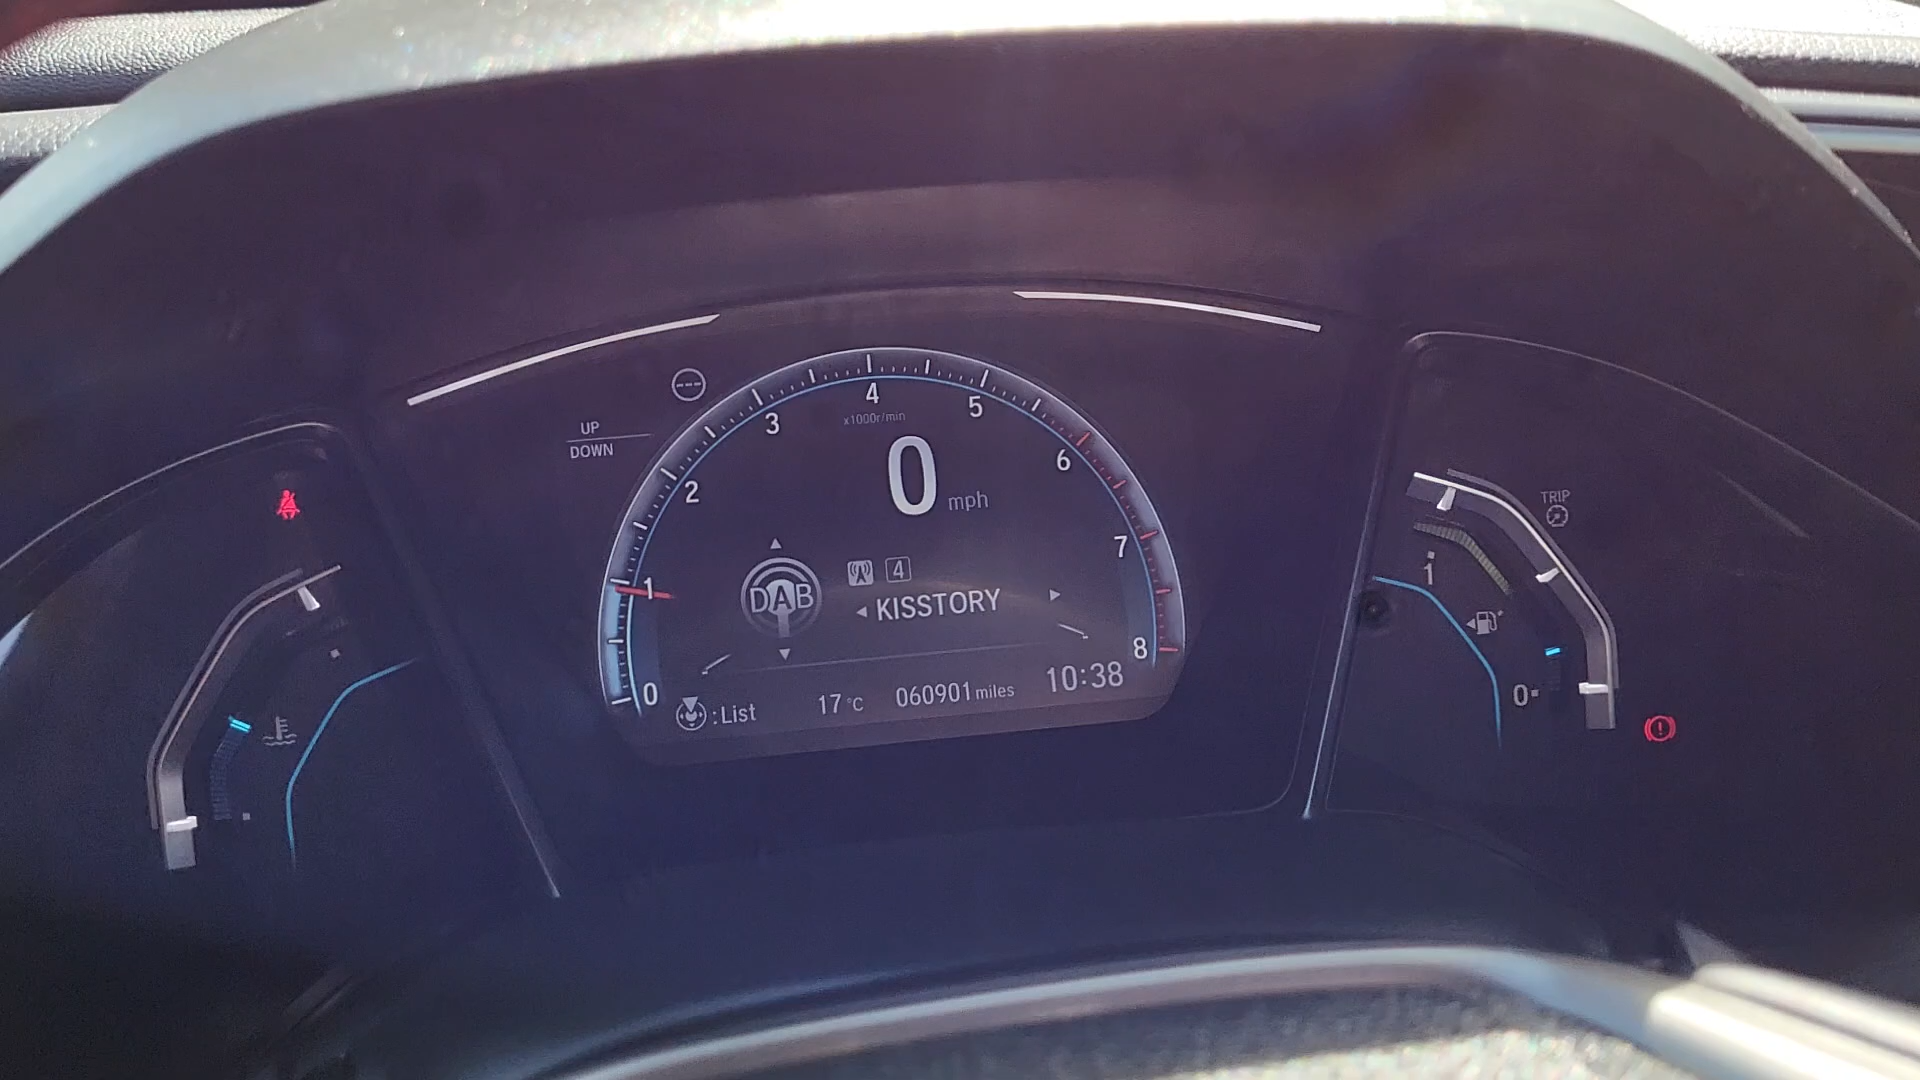 UP
DOWN
0
1
2
3
4
5
6
7
8
x1000r/min
0 mph
DAB
4
KISSTORY
:List
17°C
060901 miles
10:38
TRIP
1
0